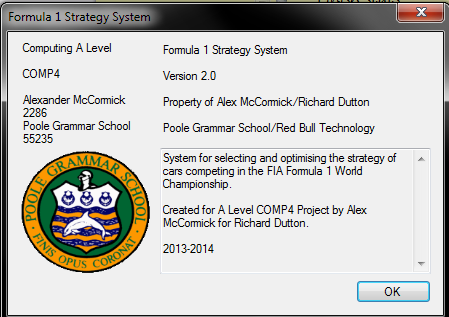 Formula 1 Strategy System
Computing A Level
COMP4
Alexander McCormick
2286
Poole Grammar School
55235
POOLE GRAMMAR SCHOOL
FINIS OPUS CORONAT
Formula 1 Strategy System
Version 2.0
Property of Alex McCormick/Richard Dutton
Poole Grammar School/Red Bull Technology
System for selecting and optimising the strategy of
cars competing in the FIA Formula 1 World
Championship.
Created for A Level COMP4 Project by Alex
McCormick for Richard Dutton.
2013-2014
OK